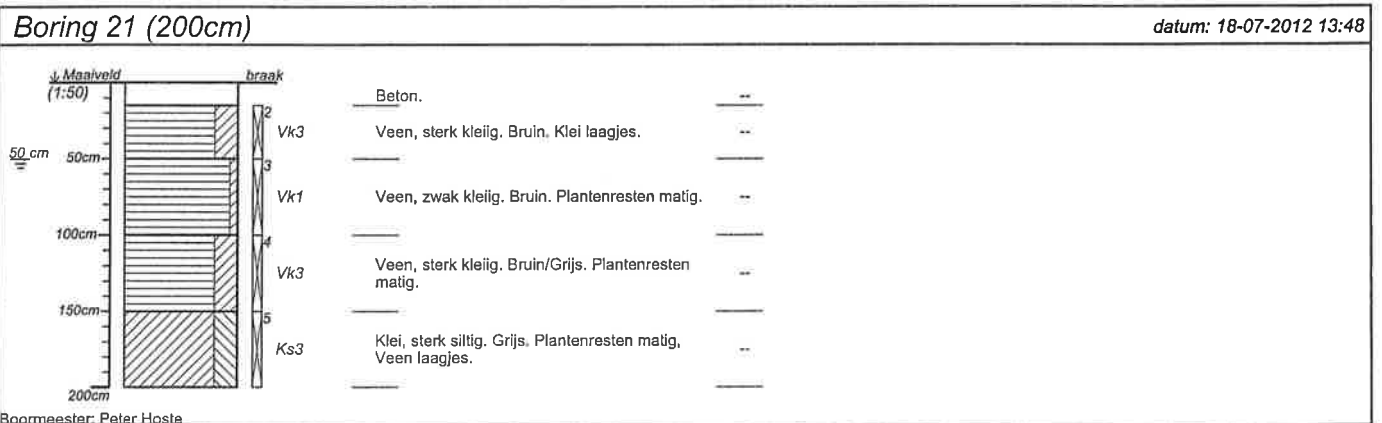 Boring 21 (200cm) datum: 18-07-2012 13:48
Maaiveld braak
(1:50)
Beton. --
2
Vk3 Veen, sterk kleiig. Bruin. Klei laagjes. --
50 cm 50cm
3
Vk1 Veen, zwak kleiig. Bruin. Plantenresten matig. --
100cm
4
Vk3 Veen, sterk kleiig. Bruin/Grijs. Plantenresten
matig. --
150cm
5
Ks3 Klei, sterk siltig. Grijs. Plantenresten matig,
Veen laagjes. --
200cm
Boormeester: Peter Hoste